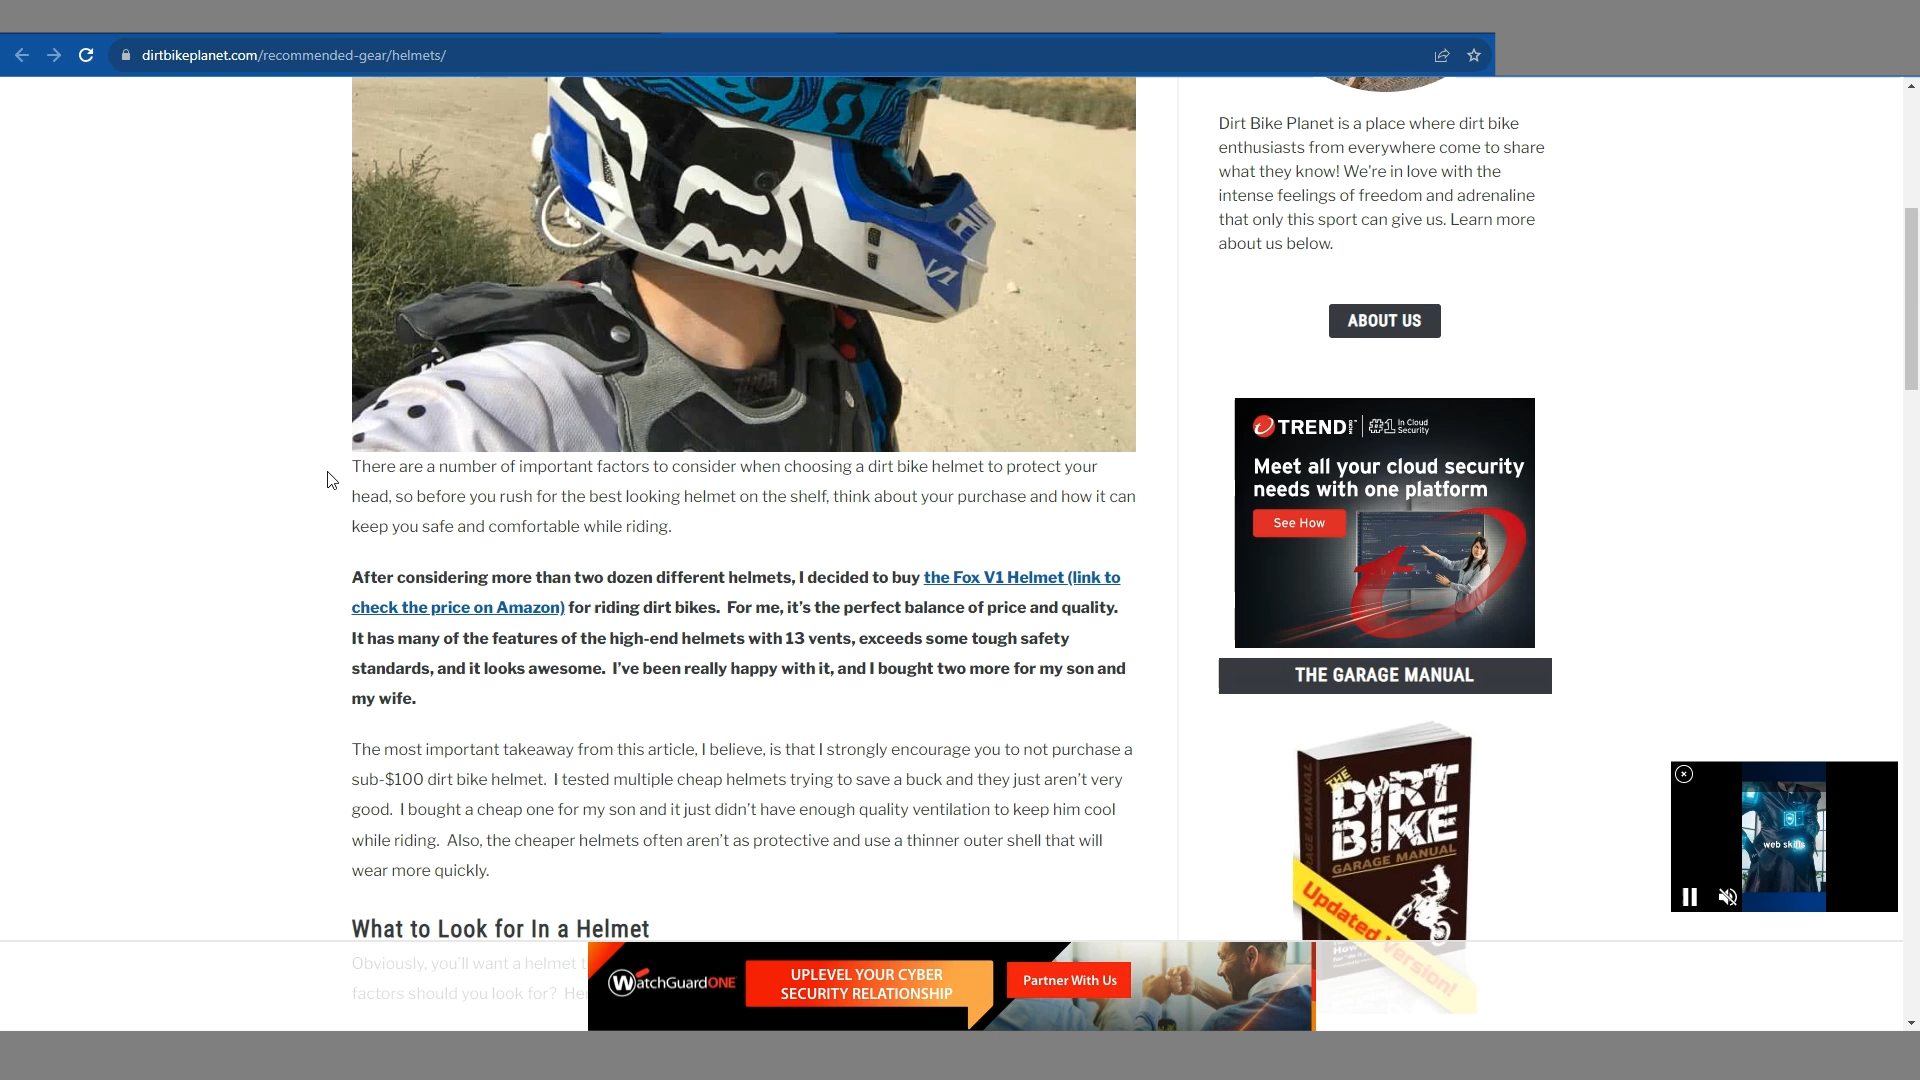 dirtbikeplanet.com/recommended-gear/helmets/
V1
There are a number of important factors to consider when choosing a dirt bike helmet to protect your
head, so before you rush for the best looking helmet on the shelf, think about your purchase and how it can
keep you safe and comfortable while riding.
After considering more than two dozen different helmets, I decided to buy the Fox V1 Helmet (link to
check the price on Amazon) for riding dirt bikes.  For me, it's the perfect balance of price and quality.
It has many of the features of the high-end helmets with 13 vents, exceeds some tough safety
standards, and it looks awesome.  I've been really happy with it, and I bought two more for my son and
my wife.
The most important takeaway from this article, I believe, is that I strongly encourage you to not purchase a
sub-$100 dirt bike helmet.  I tested multiple cheap helmets trying to save a buck and they just aren't very
good.  I bought a cheap one for my son and it just didn't have enough quality ventilation to keep him cool
while riding.  Also, the cheaper helmets often aren't as protective and use a thinner outer shell that will
wear more quickly.
What to Look for In a Helmet
Obviously, you'll want a helmet t
factors should you look for?  He
Dirt Bike Planet is a place where dirt bike
enthusiasts from everywhere come to share
what they know! We're in love with the
intense feelings of freedom and adrenaline
that only this sport can give us. Learn more
about us below.
ABOUT US
TREND MICRO #1 In Cloud
Security
Meet all your cloud security
needs with one platform
See How
THE GARAGE MANUAL
THE
DIRT
BIKE
GARAGE MANUAL
GARAGE MANUAL
Updated Version!
How
web skills
WatchGuardONE
UPLEVEL YOUR CYBER
SECURITY RELATIONSHIP
Partner With Us